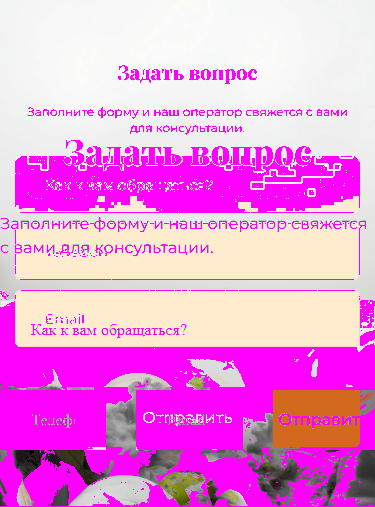 Задать вопрос
Заполните форму и наш оператор свяжется с вами
для консультации.
Задать вопрос
Как к вам обращаться?
Заполните форму и наш оператор свяжется
с вами для консультации.
Email
Как к вам обращаться?
Телеф
Отправить
Отправит